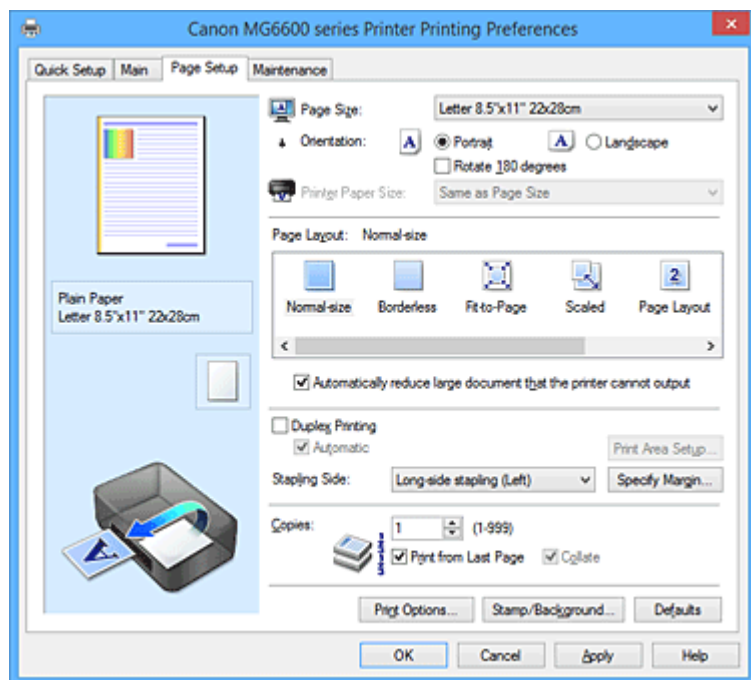 Canon MG6600 series Printer Printing Preferences
Quick Setup Main Page Setup Maintenance
Page Size: Letter 8.5"x11" 22x28cm
Orientation: A Portrait A Landscape
Rotate 180 degrees
Printer Paper Size: Same as Page Size
Page Layout: Normal-size
2
Normal-size Borderless Fit-to-Page Scaled Page Layout
Plain Paper
Letter 8.5"x11" 22x28cm
Automatically reduce large document that the printer cannot output
Duplex Printing
Automatic Print Area Setup...
Stapling Side: Long-side stapling (Left) Specify Margin...
Copies: 1 (1-999)
Print from Last Page Collate
A
Print Options... Stamp/Background... Defaults
OK Cancel Apply Help